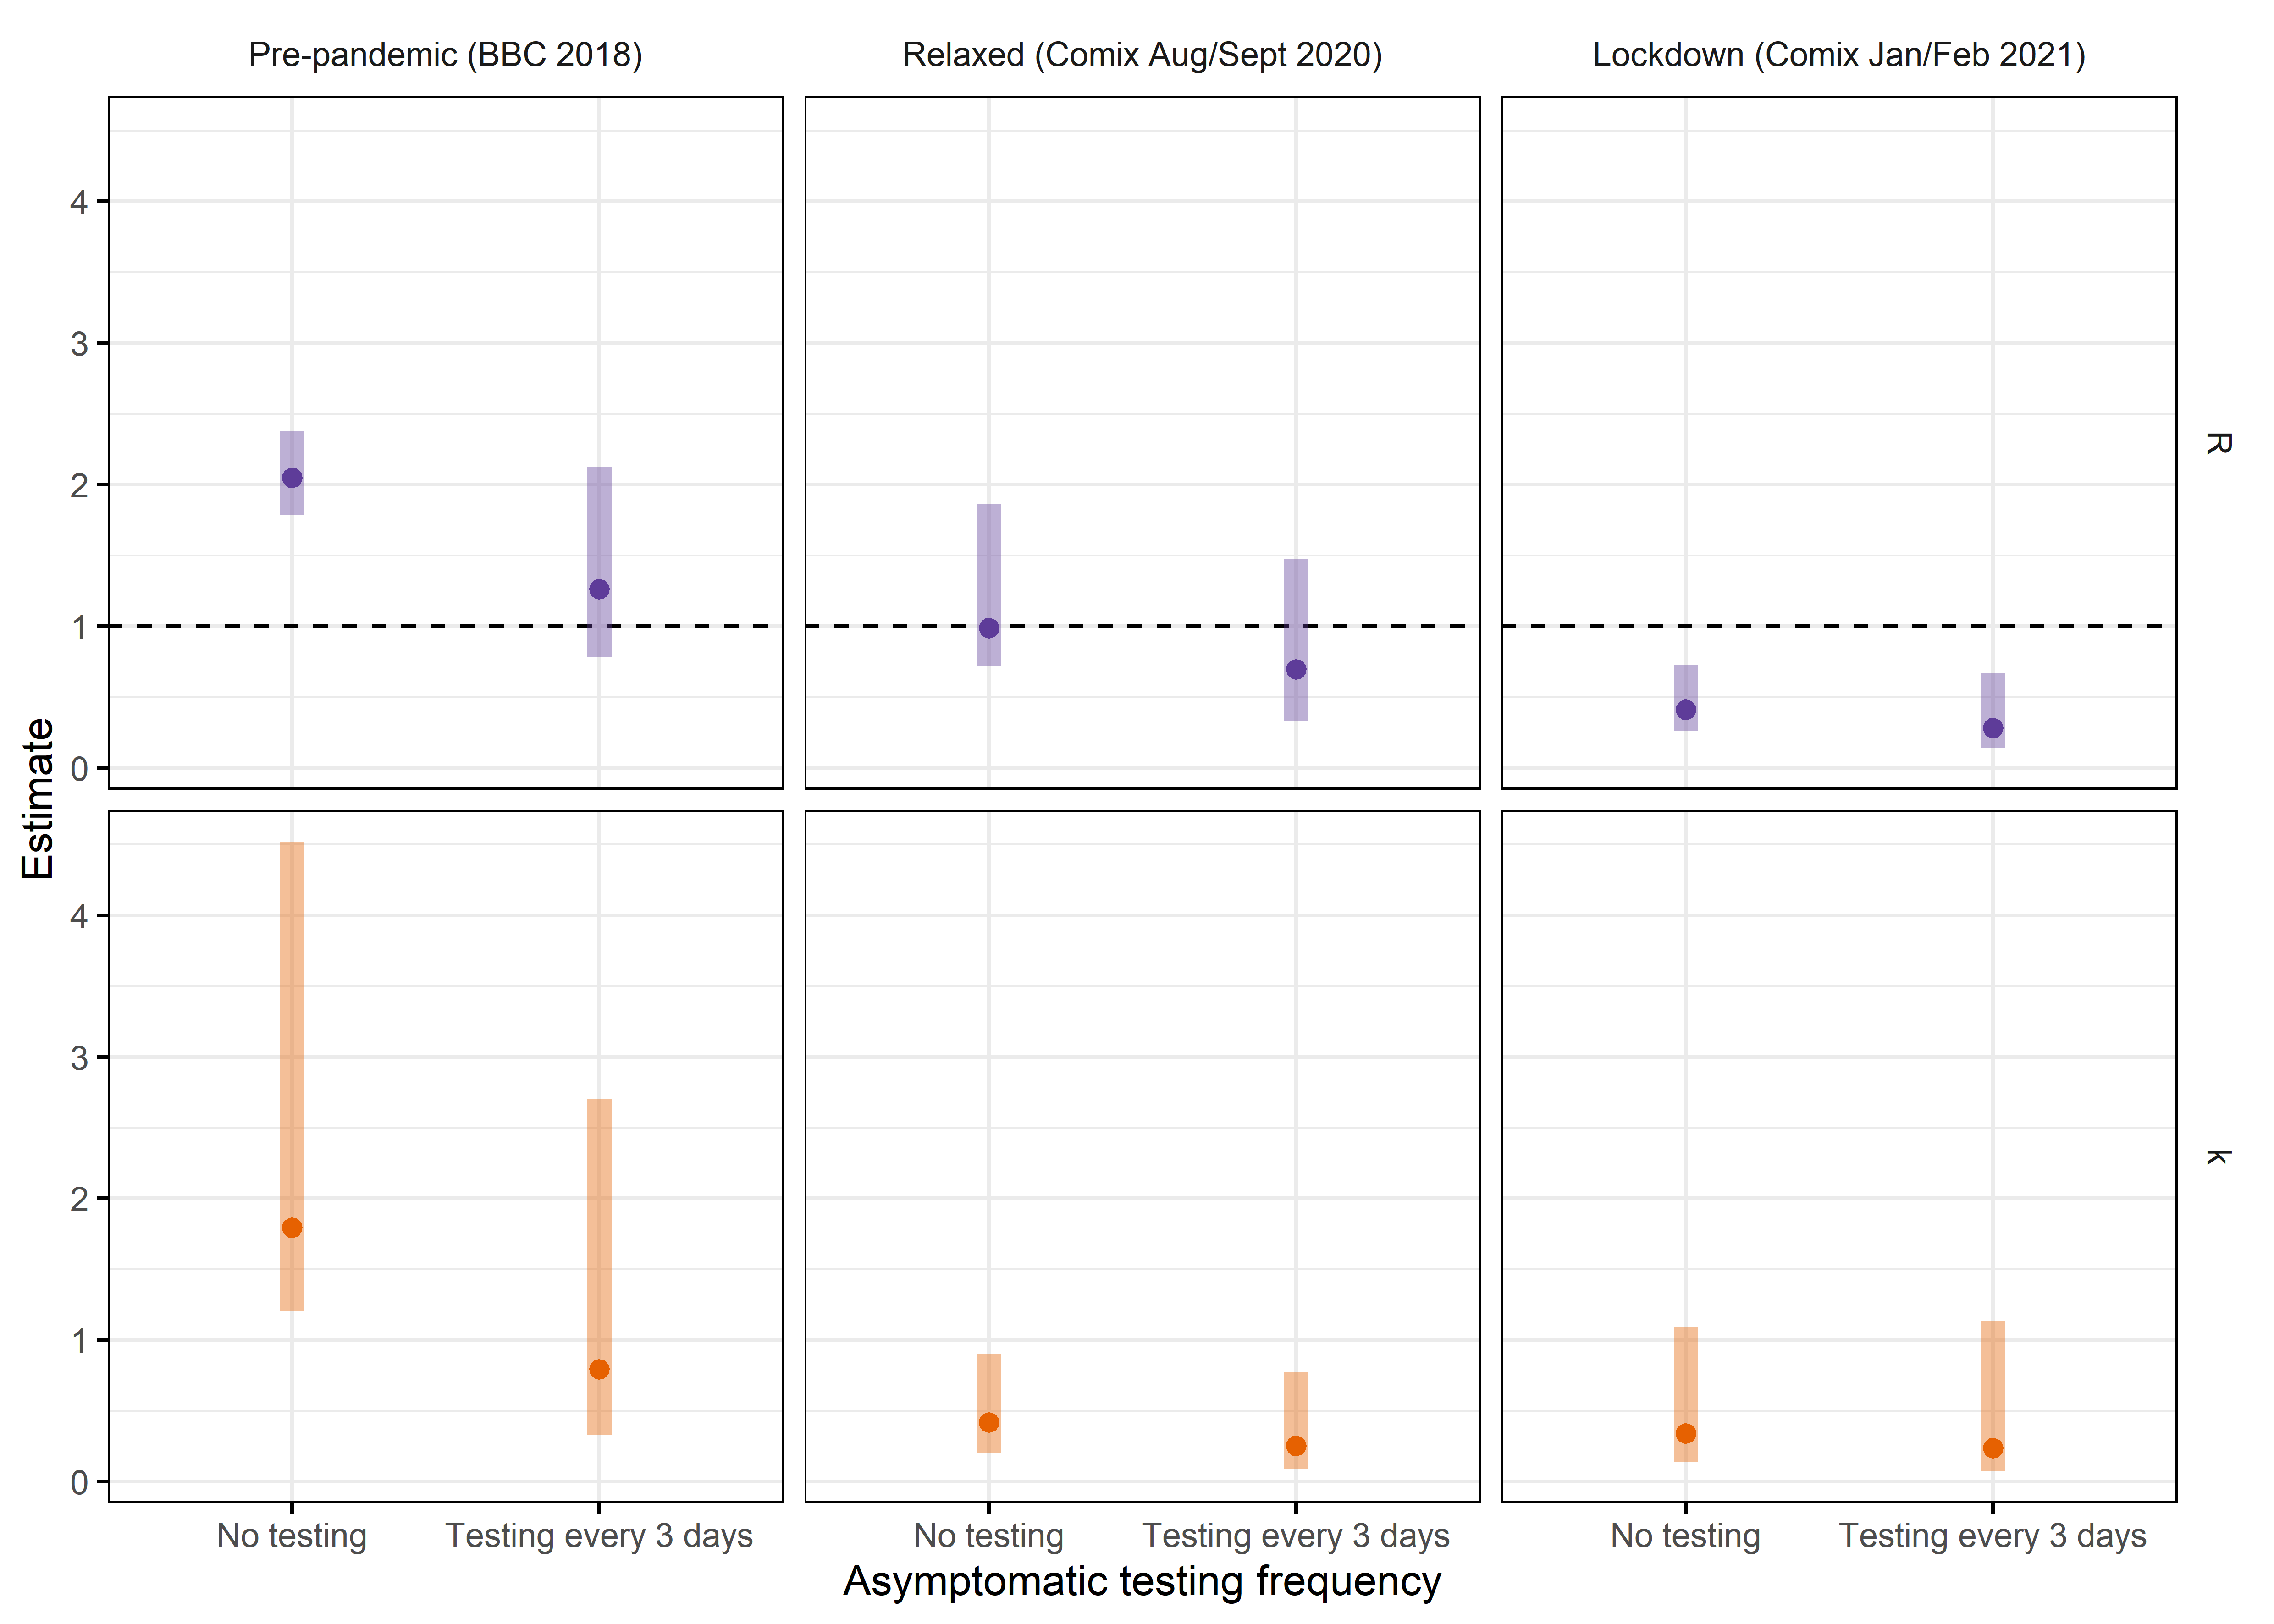 Pre-pandemic (BBC 2018)
Relaxed (Comix Aug/Sept 2020)
Lockdown (Comix Jan/Feb 2021)
4
3
2
1
0
R
Estimate
4
3
2
1
0
k
No testing
Testing every 3 days
No testing
Testing every 3 days
No testing
Testing every 3 days
Asymptomatic testing frequency